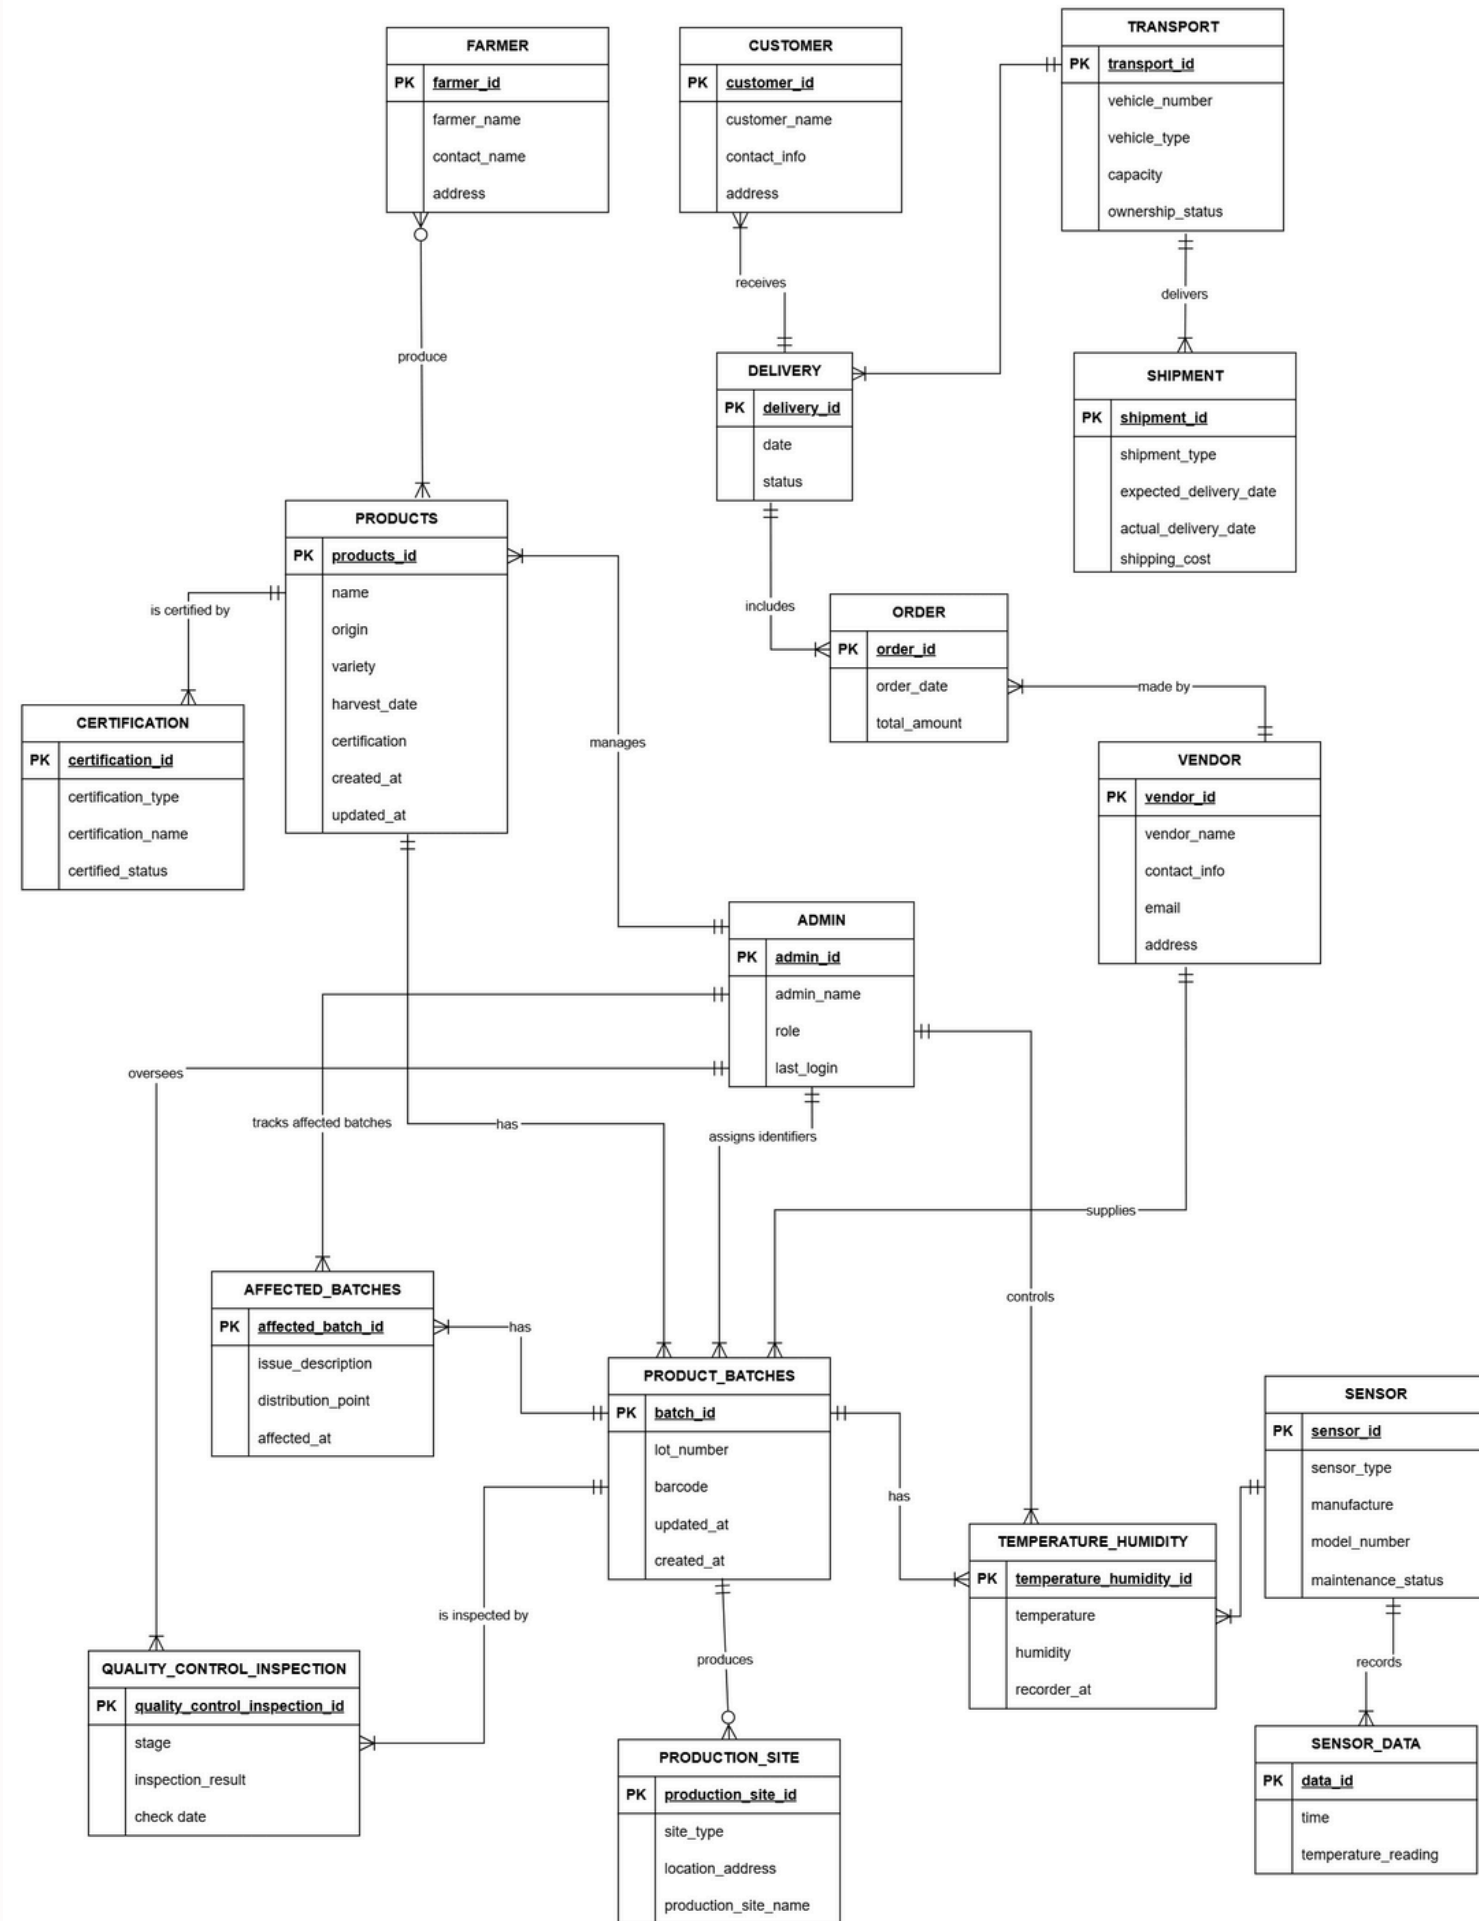 FARMER
PK farmer_id
farmer_name
contact_name
address
CUSTOMER
PK customer_id
customer_name
contact_info
address
TRANSPORT
PK transport_id
vehicle_number
vehicle_type
capacity
ownership_status
produce
receives
delivers
DELIVERY
PK delivery_id
date
status
SHIPMENT
PK shipment_id
shipment_type
expected_delivery_date
actual_delivery_date
shipping_cost
PRODUCTS
PK products_id
name
origin
variety
harvest_date
certification
created_at
updated_at
is certified by
includes
ORDER
PK order_id
order_date
total_amount
made by
CERTIFICATION
PK certification_id
certification_type
certification_name
certified_status
manages
VENDOR
PK vendor_id
vendor_name
contact_info
email
address
ADMIN
PK admin_id
admin_name
role
last_login
oversees
tracks affected batches
has
assigns identifiers
supplies
controls
AFFECTED_BATCHES
PK affected_batch_id
issue_description
distribution_point
affected_at
has
PRODUCT_BATCHES
PK batch_id
lot_number
barcode
updated_at
created_at
has
SENSOR
PK sensor_id
sensor_type
manufacture
model_number
maintenance_status
TEMPERATURE_HUMIDITY
PK temperature_humidity_id
temperature
humidity
recorder_at
is inspected by
produces
records
QUALITY_CONTROL_INSPECTION
PK quality_control_inspection_id
stage
inspection_result
check date
PRODUCTION_SITE
PK production_site_id
site_type
location_address
production_site_name
SENSOR_DATA
PK data_id
time
temperature_reading